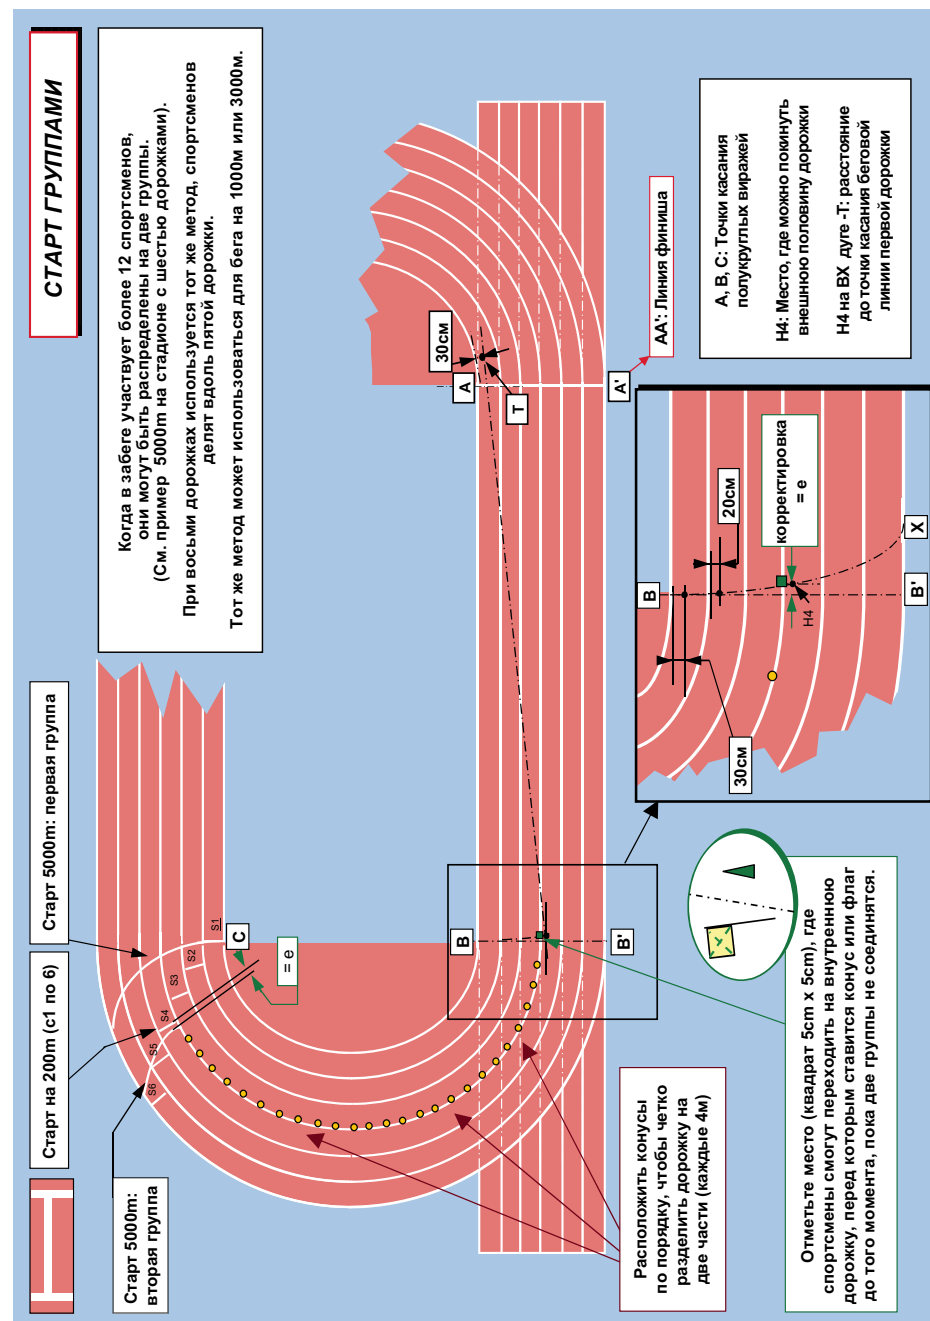 СТАРТ ГРУППАМИ
Когда в забеге участвует более 12 спортсменов,
они могут быть распределены на две группы.
(См. пример 5000m на стадионе с шестью дорожками).
При восьми дорожках используется тот же метод, спортсменов
делят вдоль пятой дорожки.
Тот же метод может использоваться для бега на 1000м или 3000м.
Старт 5000m: первая группа
Старт на 200m (с1 по 6)
Старт 5000m:
вторая группа
S1
S2
S3
S4
S5
S6
C
= e
B
B'
A
A'
T
30см
АА': Линия финиша
A, B, C: Точки касания
полукруглых виражей
H4: Место, где можно покинуть
внешнюю половину дорожки
H4 на BX дуге -T: расстояние
до точки касания беговой
линии первой дорожки
B
B'
X
H4
20см
30см
корректировка
= e
Расположить конусы
по порядку, чтобы четко
разделить дорожку на
две части (каждые 4м)
Отметьте место (квадрат 5cm x 5cm), где
спортсмены смогут переходить на внутреннюю
дорожку, перед которым ставится конус или флаг
до того момента, пока две группы не соединятся.